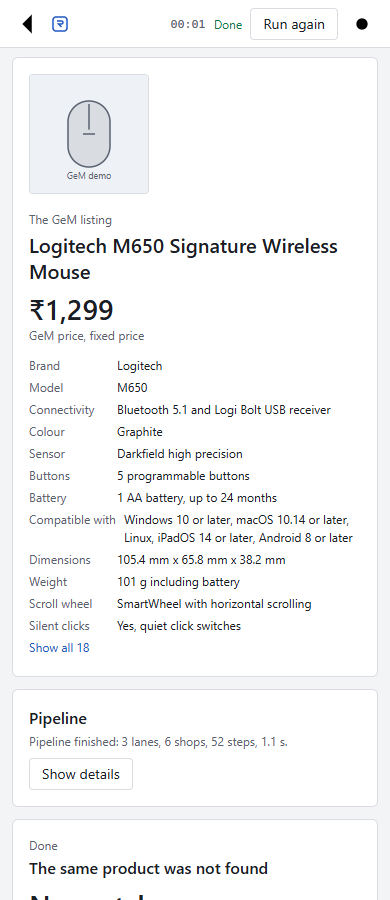 00:01 Done Run again
GeM demo
The GeM listing
Logitech M650 Signature Wireless
Mouse
₹1,299
GeM price, fixed price
Brand Logitech
Model M650
Connectivity Bluetooth 5.1 and Logi Bolt USB receiver
Colour Graphite
Sensor Darkfield high precision
Buttons 5 programmable buttons
Battery 1 AA battery, up to 24 months
Compatible with Windows 10 or later, macOS 10.14 or later,
Linux, iPadOS 14 or later, Android 8 or later
Dimensions 105.4 mm x 65.8 mm x 38.2 mm
Weight 101 g including battery
Scroll wheel SmartWheel with horizontal scrolling
Silent clicks Yes, quiet click switches
Show all 18
Pipeline
Pipeline finished: 3 lanes, 6 shops, 52 steps, 1.1 s.
Show details
Done
The same product was not found